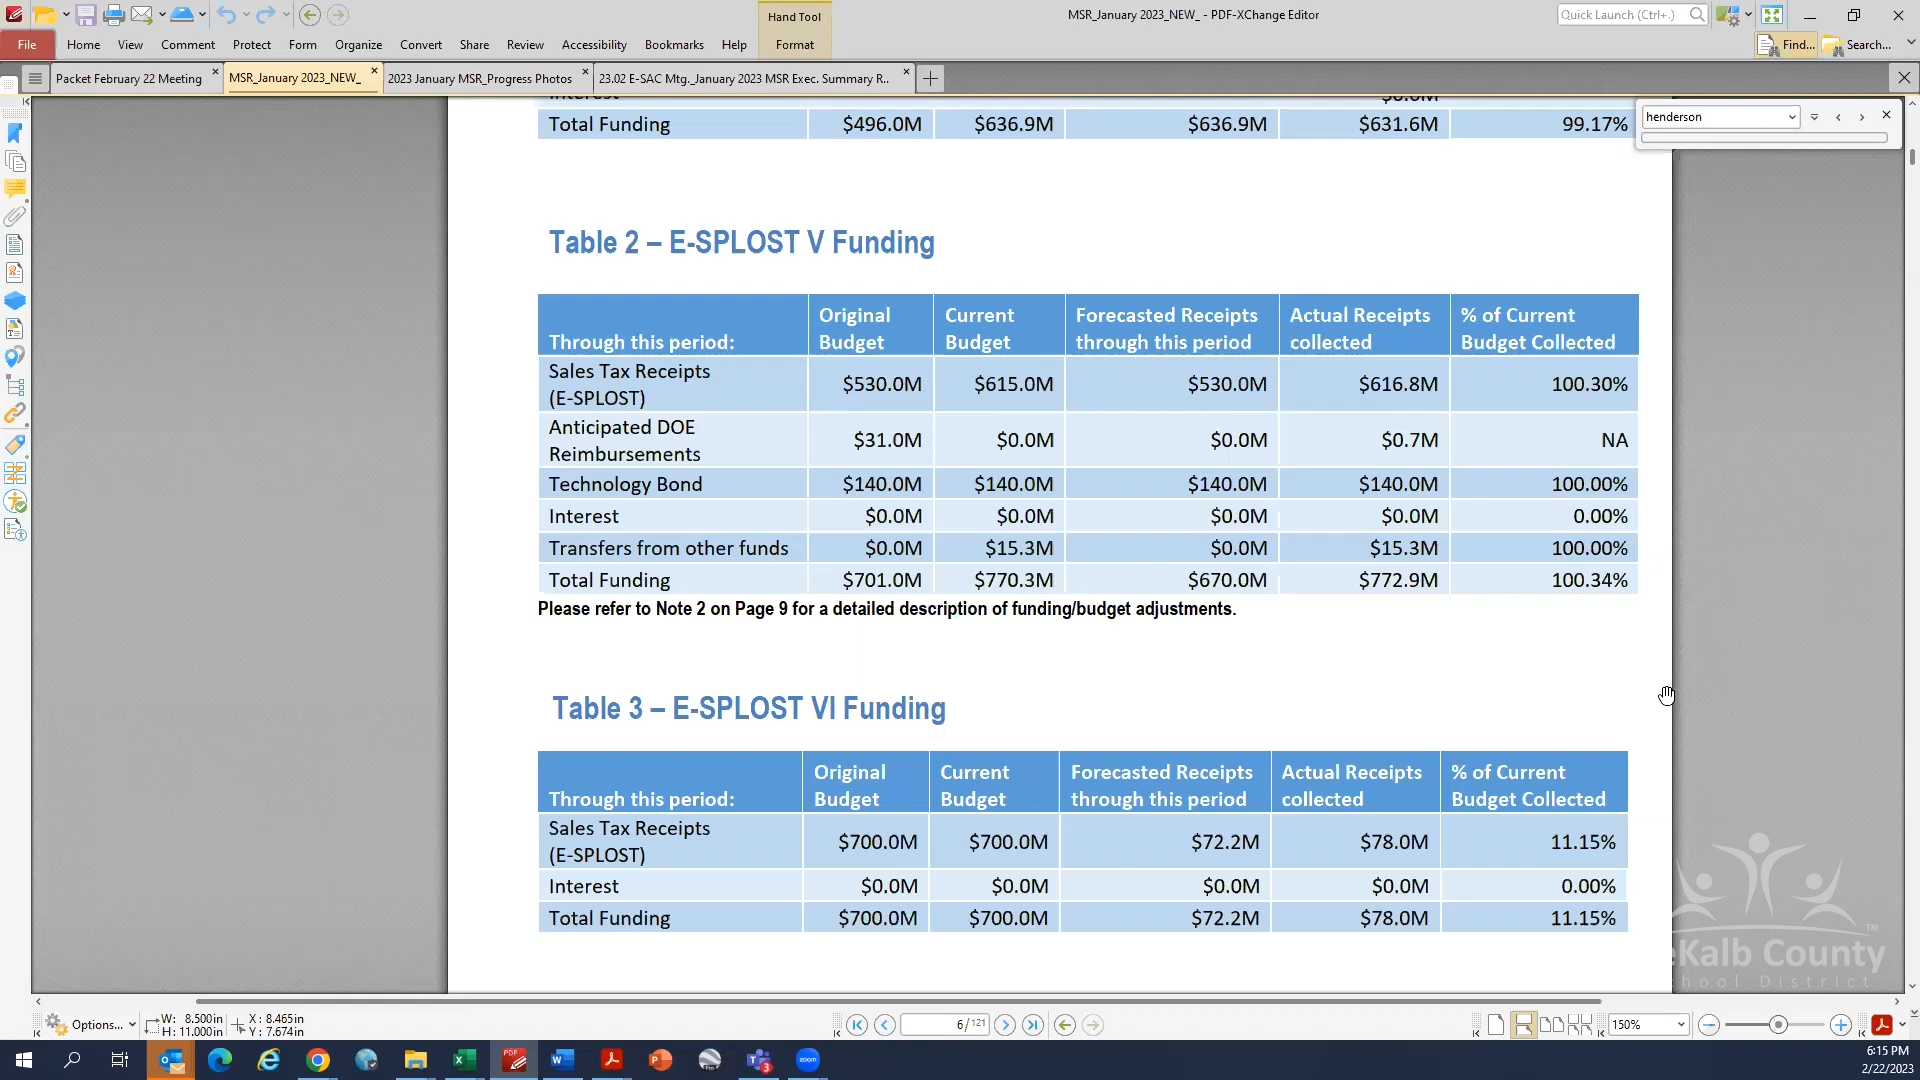 MSR_January 2023_NEW_ - PDF-XChange Editor
Hand Tool
Quick Launch (Ctrl+.)
File Home View Comment Protect Form Organize Convert Share Review Accessibility Bookmarks Help Format
Find... Search...
Packet February 22 Meeting MSR_January 2023_NEW_ 2023 January MSR_Progress Photos 23.02 E-SAC Mtg._January 2023 MSR Exec. Summary R..
henderson
Interest $0.0M
Total Funding $496.0M $636.9M $636.9M $631.6M 99.17%
Table 2 – E-SPLOST V Funding
Through this period: Original Budget Current Budget Forecasted Receipts through this period Actual Receipts collected % of Current Budget Collected
Sales Tax Receipts (E-SPLOST) $530.0M $615.0M $530.0M $616.8M 100.30%
Anticipated DOE Reimbursements $31.0M $0.0M $0.0M $0.7M NA
Technology Bond $140.0M $140.0M $140.0M $140.0M 100.00%
Interest $0.0M $0.0M $0.0M $0.0M 0.00%
Transfers from other funds $0.0M $15.3M $0.0M $15.3M 100.00%
Total Funding $701.0M $770.3M $670.0M $772.9M 100.34%
Please refer to Note 2 on Page 9 for a detailed description of funding/budget adjustments.
Table 3 – E-SPLOST VI Funding
Through this period: Original Budget Current Budget Forecasted Receipts through this period Actual Receipts collected % of Current Budget Collected
Sales Tax Receipts (E-SPLOST) $700.0M $700.0M $72.2M $78.0M 11.15%
Interest $0.0M $0.0M $0.0M $0.0M 0.00%
Total Funding $700.0M $700.0M $72.2M $78.0M 11.15%
eKalb County
School District
TM
Options... W: 8.500in H: 11.000in X: 8.465in Y: 7.674in
6/121
150%
6:15 PM
2/22/2023